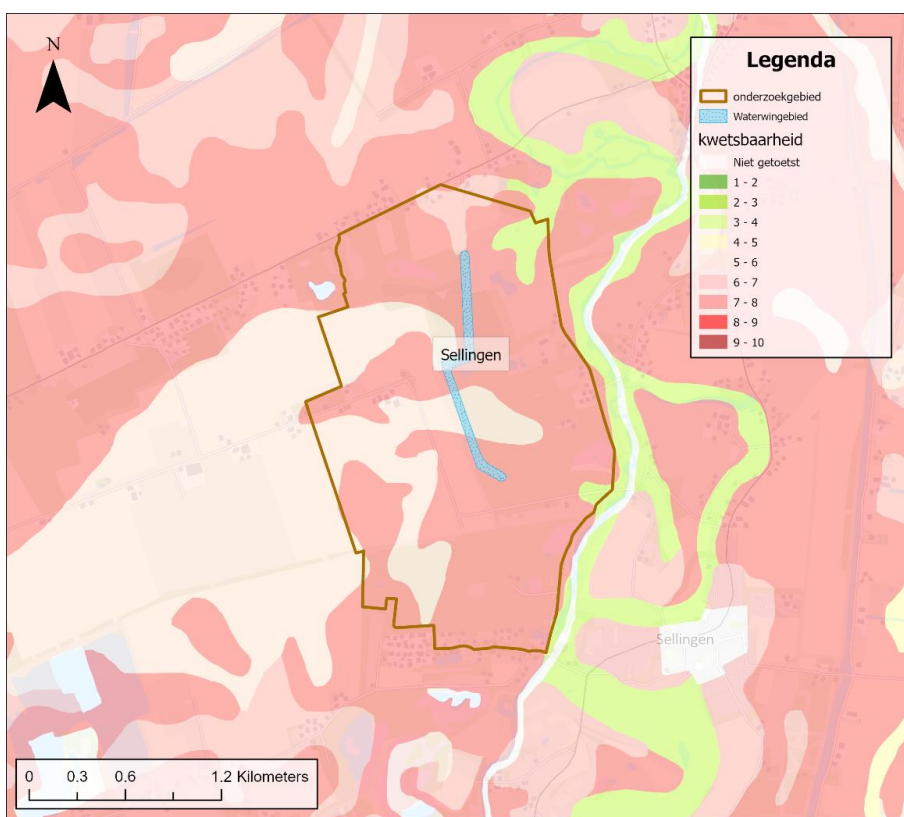 N
Legenda
onderzoekgebied
Waterwingebied
kwetsbaarheid
Niet getoetst
1 - 2
2 - 3
3 - 4
4 - 5
5 - 6
6 - 7
7 - 8
8 - 9
9 - 10
Sellingen
Sellingen
0 0.3 0.6 1.2 Kilometers